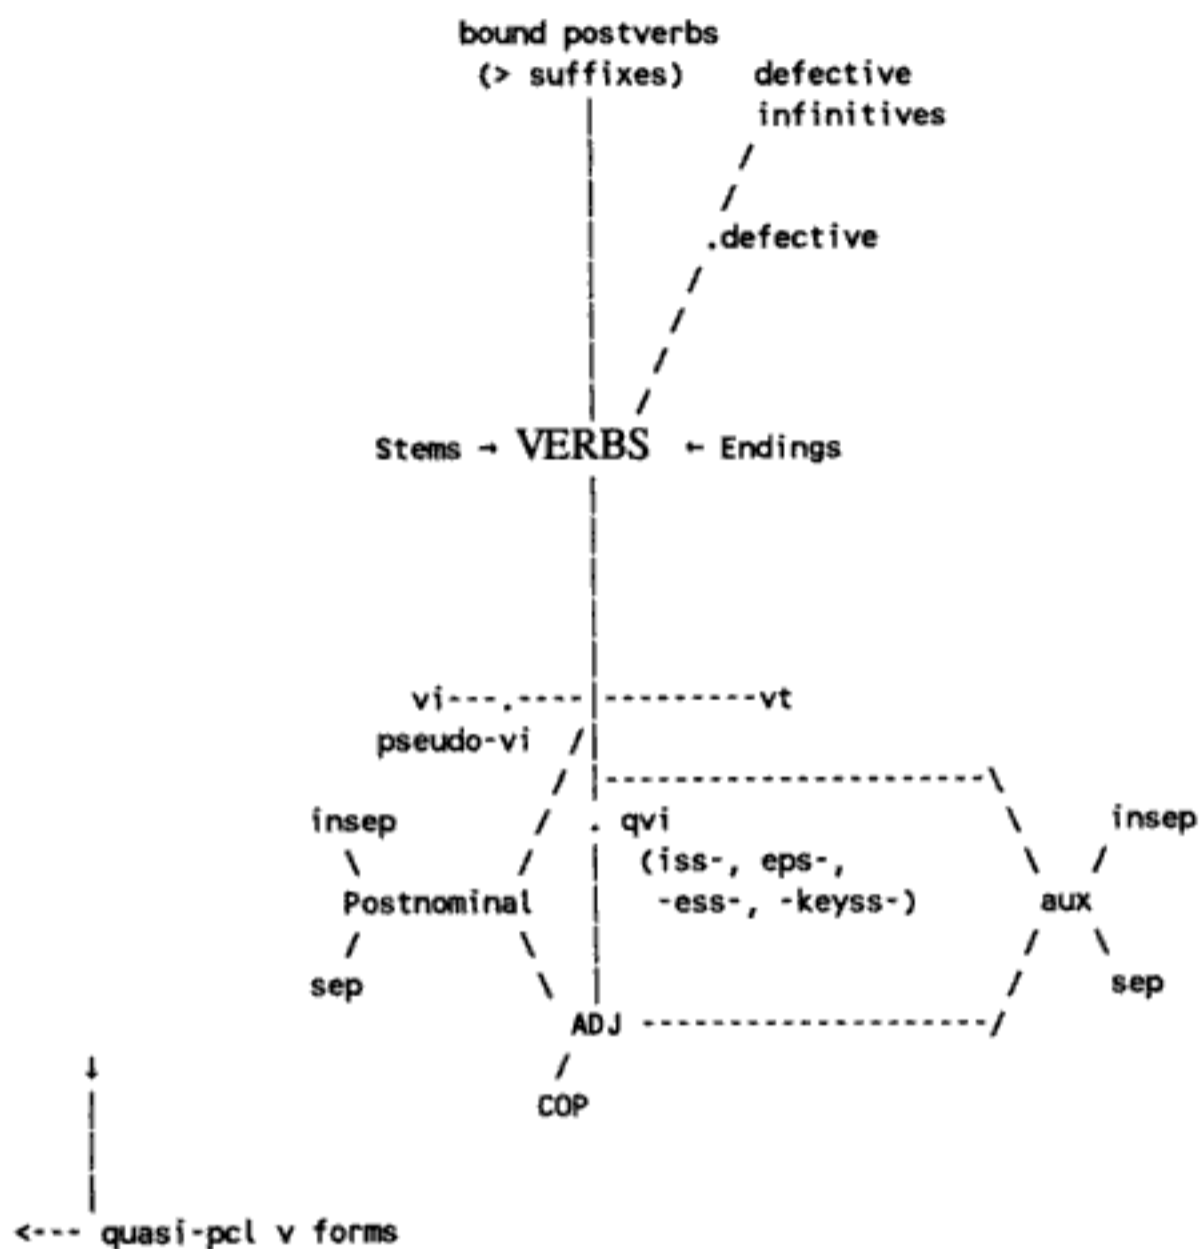 bound postverbs
(> suffixes)
defective
infinitives
.defective
Stems → VERBS ← Endings
vi---.---- ---------vt
pseudo-vi
insep
. qvi
insep
(iss-, eps-,
Postnominal
-ess-, -keyss-)
aux
sep
sep
ADJ
COP
<--- quasi-pcl v forms